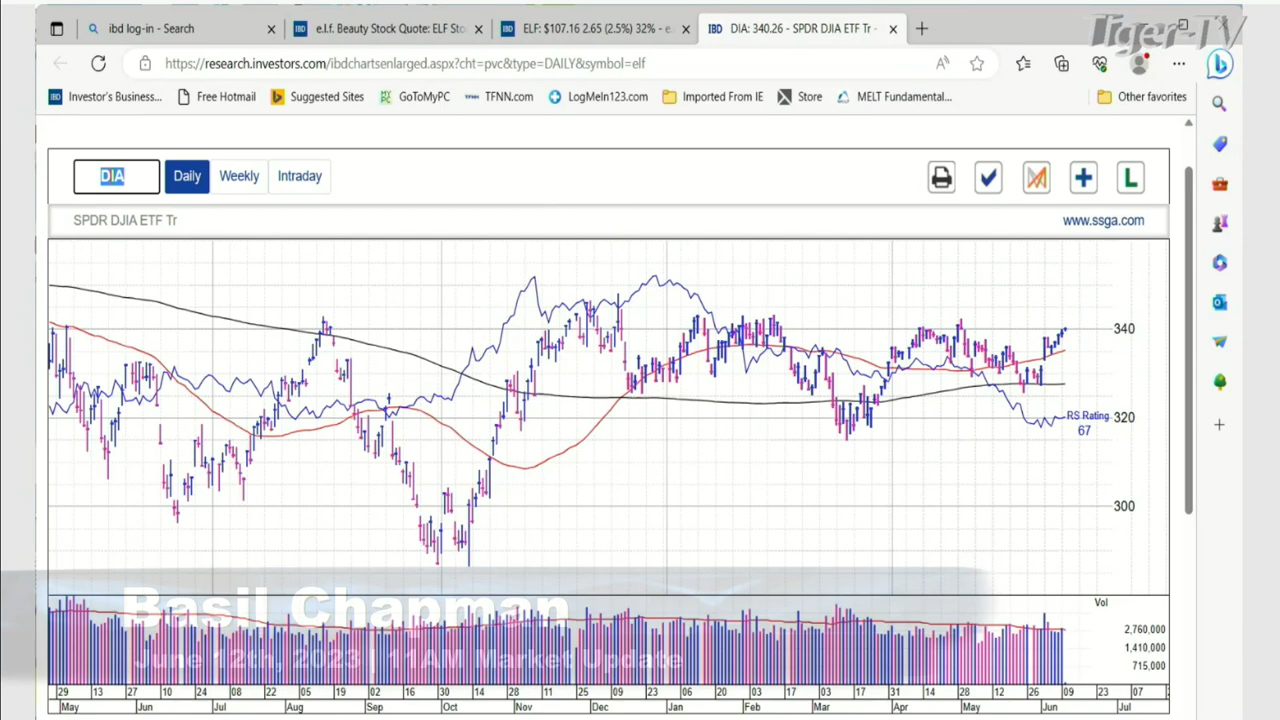 ibd log-in - Search
e.l.f. Beauty Stock Quote: ELF Sto
ELF: $107.16 2.65 (2.5%) 32% - e.
DIA: 340.26 - SPDR DJIA ETF Tr -
Tiger-TV
https://research.investors.com/ibdchartsenlarged.aspx?cht=pvc&type=DAILY&symbol=elf
IBD Investor's Business...
Free Hotmail
Suggested Sites
GoToMyPC
TFNN.com
LogMeIn123.com
Imported From IE
Store
MELT Fundamental...
Other favorites
DIA
Daily
Weekly
Intraday
L
SPDR DJIA ETF Tr
www.ssga.com
340
RS Rating
67
320
300
Basil Chapman
June 12th, 2023 | 11AM Market Update
Vol
2,760,000
1,410,000
715,000
29 13 27 10 24 08 22 05 19 02 16 30 14 28 11 25 09 23 06 20 03 17 03 17 31 14 28 12 26 09 23 07
May Jun Jul Aug Sep Oct Nov Dec Jan Feb Mar Apr May Jun Jul